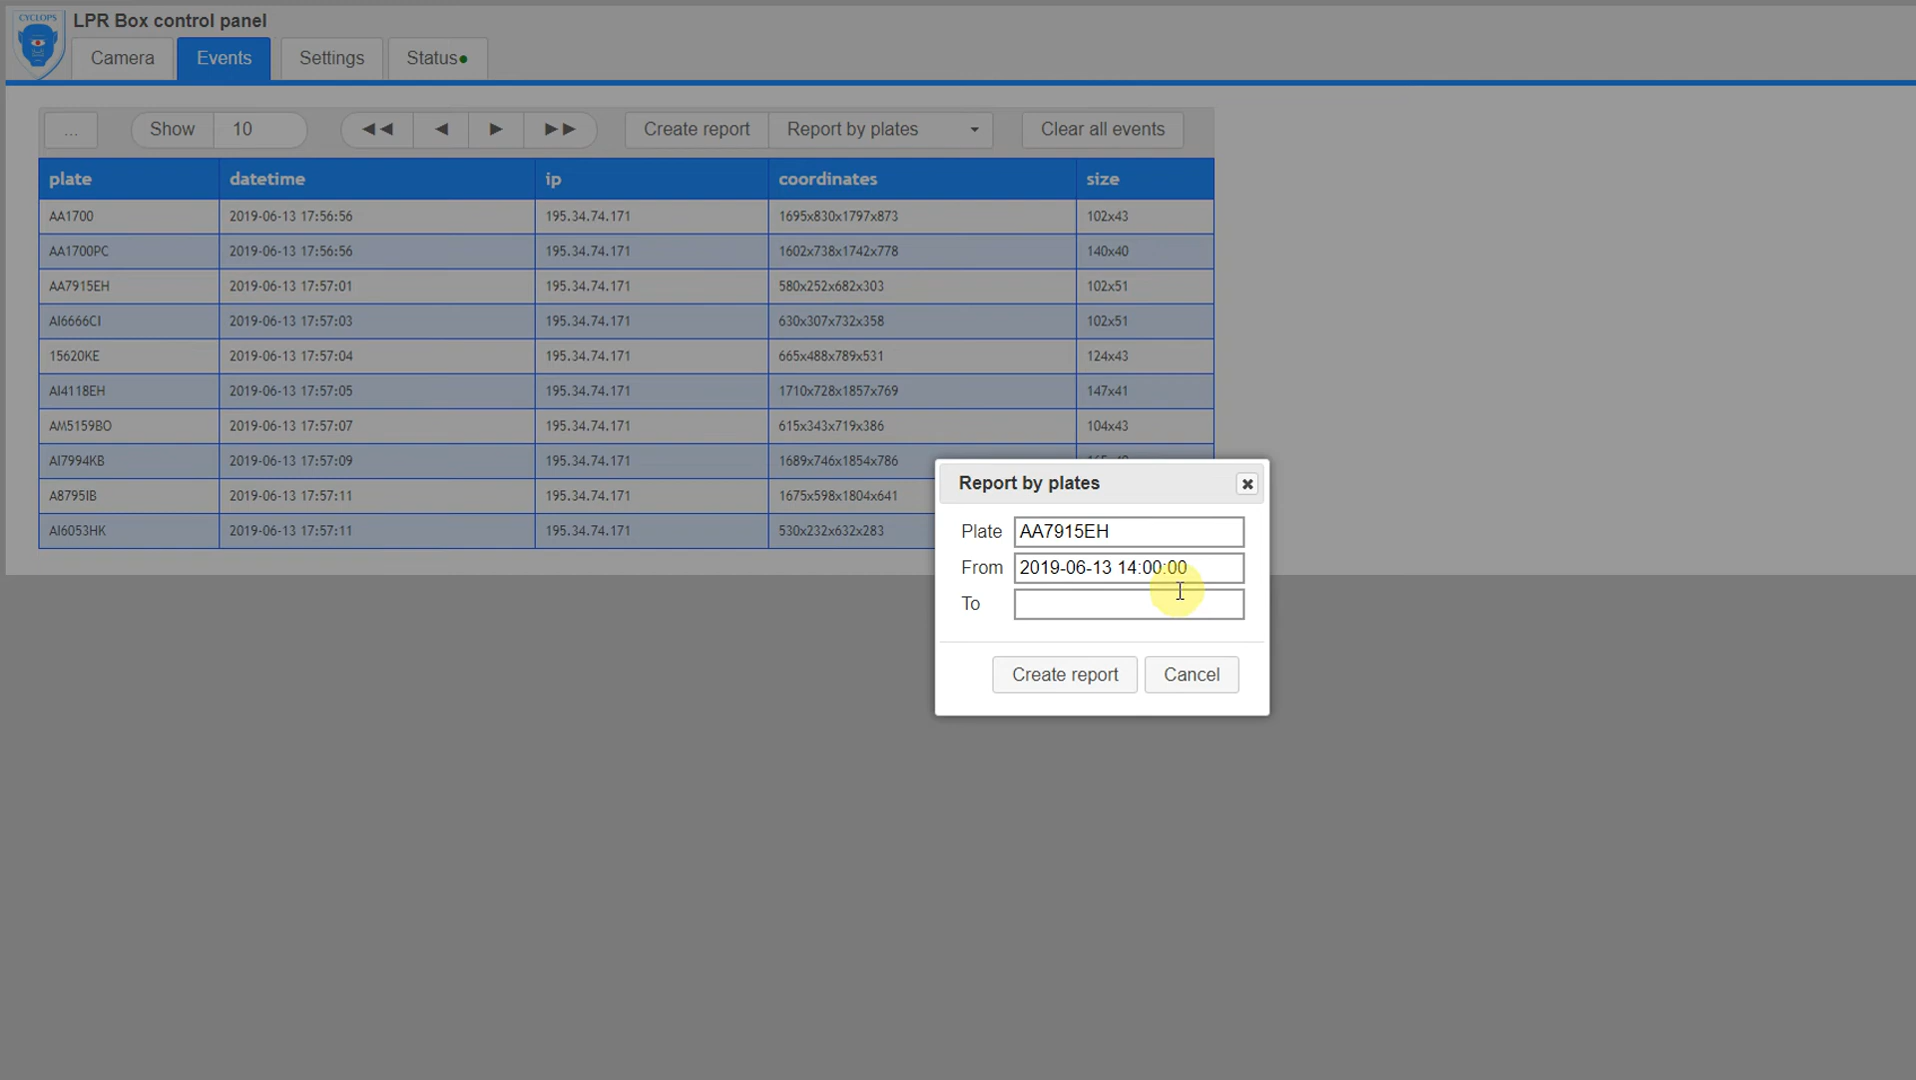 CYCLOPS
LPR Box control panel
Camera Events Settings Status
... Show 10 Create report Report by plates Clear all events
plate datetime ip coordinates size
AA1700 2019-06-13 17:56:56 195.34.74.171 1695x830x1797x873 102x43
AA1700PC 2019-06-13 17:56:56 195.34.74.171 1602x738x1742x778 140x40
AA7915EH 2019-06-13 17:57:01 195.34.74.171 580x252x682x303 102x51
AI6666CI 2019-06-13 17:57:03 195.34.74.171 630x307x732x358 102x51
15620KE 2019-06-13 17:57:04 195.34.74.171 665x488x789x531 124x43
AI4118EH 2019-06-13 17:57:05 195.34.74.171 1710x728x1857x769 147x41
AM5159BO 2019-06-13 17:57:07 195.34.74.171 615x343x719x386 104x43
AI7994KB 2019-06-13 17:57:09 195.34.74.171 1689x746x1854x786
A8795IB 2019-06-13 17:57:11 195.34.74.171 1675x598x1804x641
AI6053HK 2019-06-13 17:57:11 195.34.74.171 530x232x632x283
Report by plates
Plate AA7915EH
From 2019-06-13 14:00:00
To
Create report Cancel